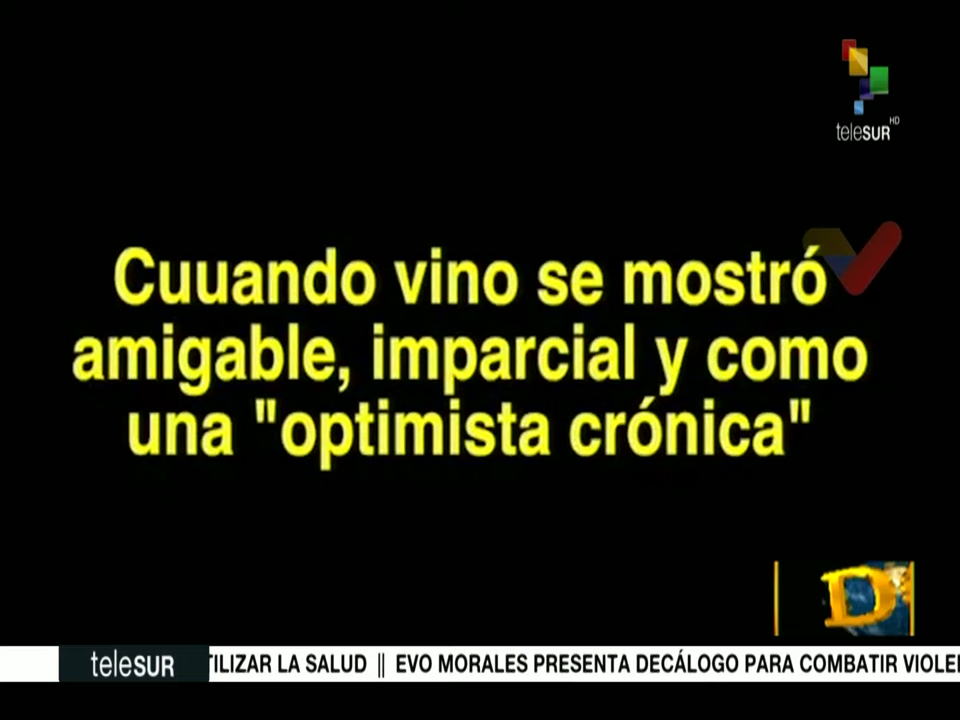 teleSUR HD
Cuuando vino se mostró
amigable, imparcial y como
una "optimista crónica"
D
teleSUR
TILIZAR LA SALUD || EVO MORALES PRESENTA DECÁLOGO PARA COMBATIR VIOLE